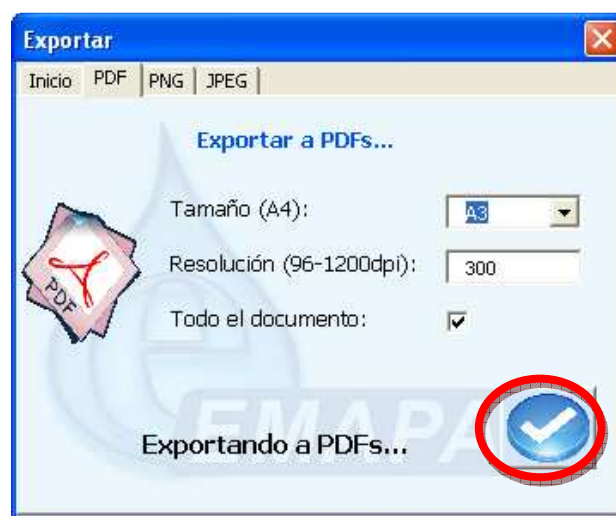 Exportar
Inicio PDF PNG JPEG
Exportar a PDFs...
Tamaño (A4): A3
Resolución (96-1200dpi): 300
PDF
Todo el documento:
EMAPA
Exportando a PDFs...